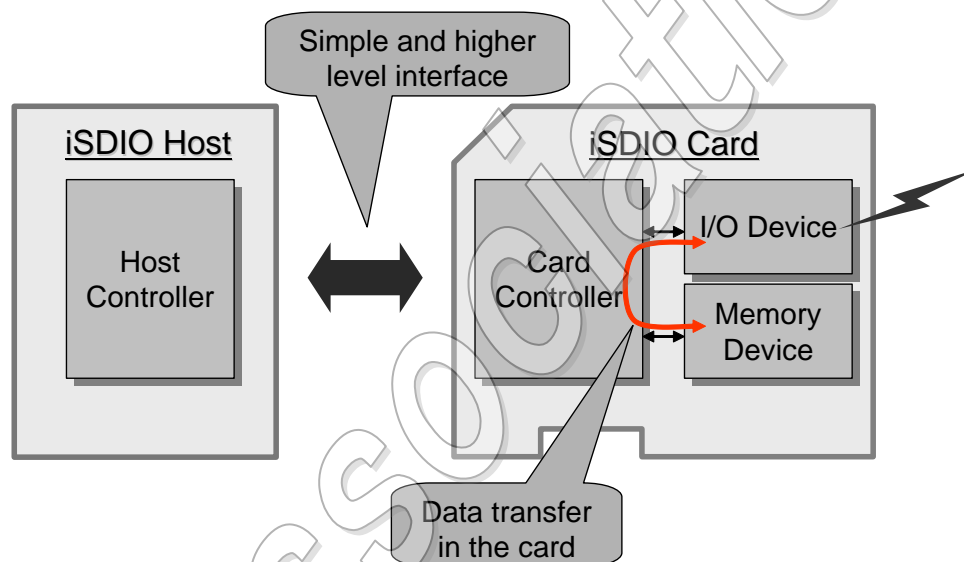 Simple and higher
level interface
iSDIO Host
iSDIO Card
Host
Controller
Card
Controller
I/O Device
Memory
Device
Data transfer
in the card
ssociatio